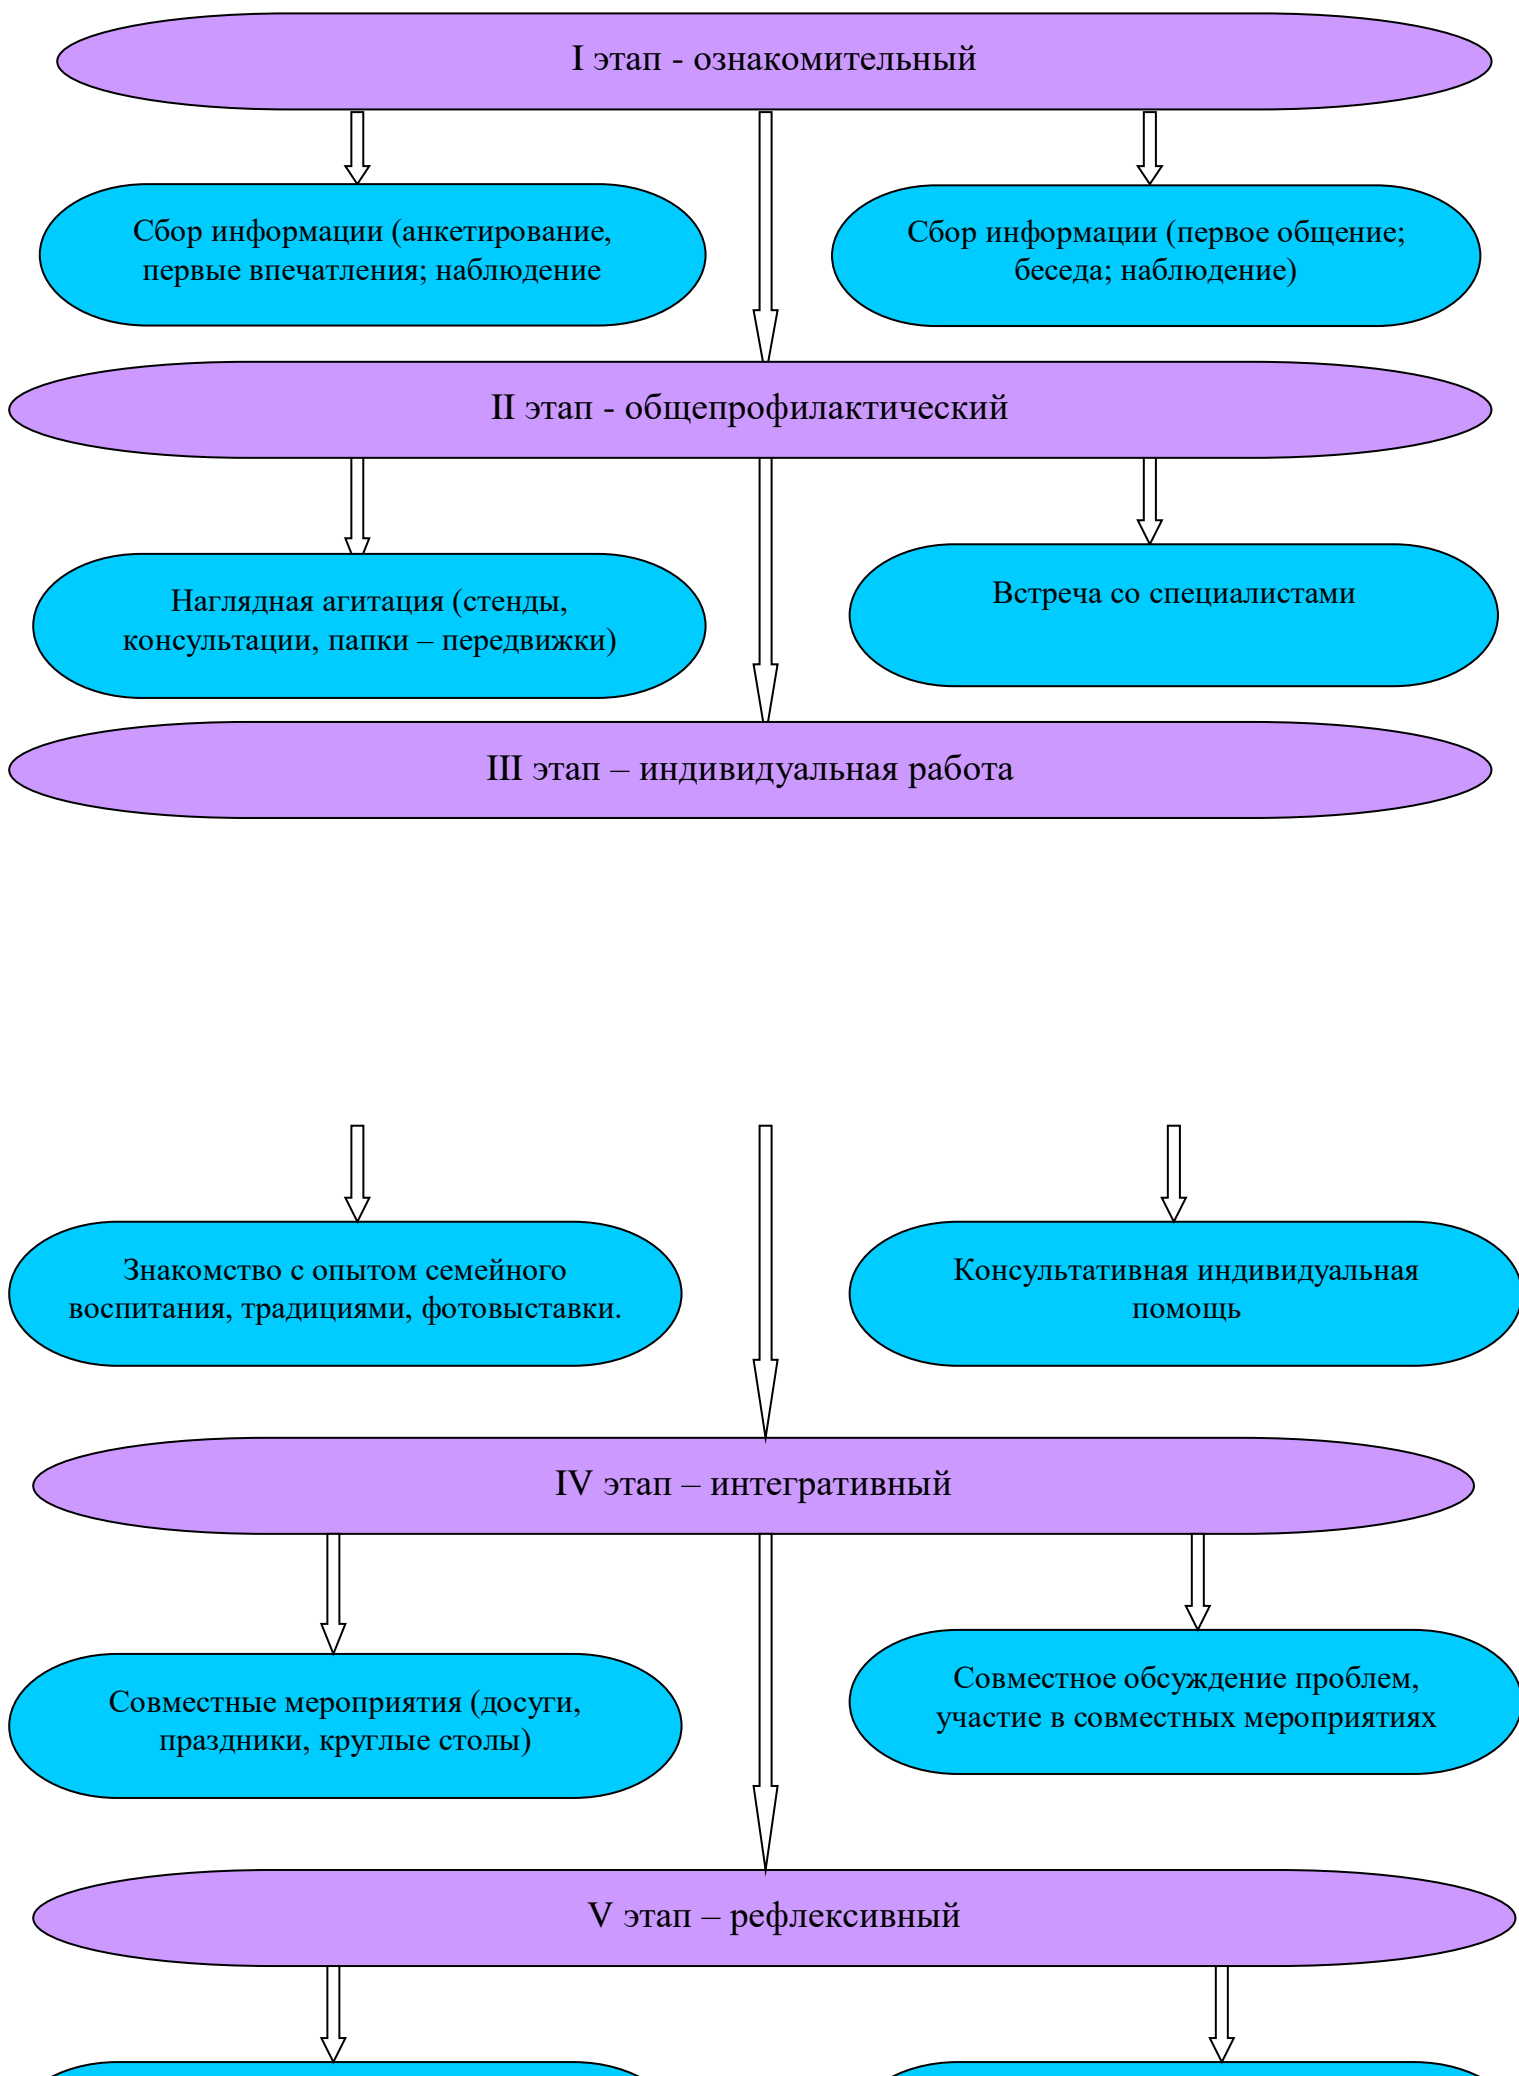 I этап - ознакомительный
Сбор информации (анкетирование,
первые впечатления; наблюдение
Сбор информации (первое общение;
беседа; наблюдение)
II этап - общепрофилактический
Наглядная агитация (стенды,
консультации, папки – передвижки)
Встреча со специалистами
III этап – индивидуальная работа
Знакомство с опытом семейного
воспитания, традициями, фотовыставки.
Консультативная индивидуальная
помощь
IV этап – интегративный
Совместные мероприятия (досуги,
праздники, круглые столы)
Совместное обсуждение проблем,
участие в совместных мероприятиях
V этап – рефлексивный